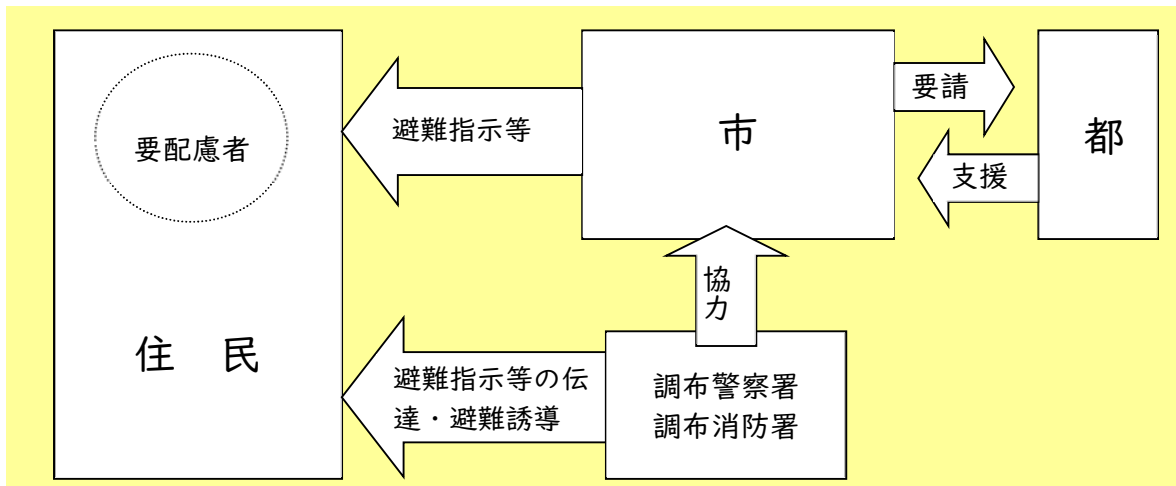 要配慮者
住　民
避難指示等
市
要請
支援
都
協
力
避難指示等の伝
達・避難誘導
調布警察署
調布消防署